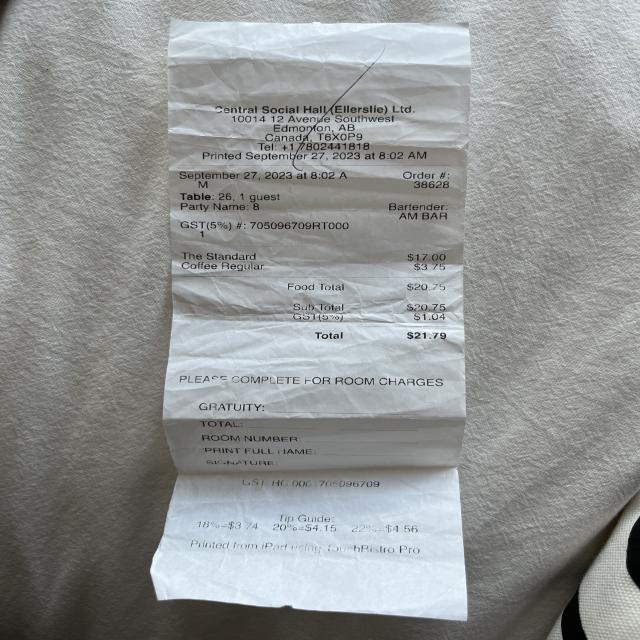 Central Social Hall (Ellerslie) Ltd.
10014 12 Avenue Southwest
Edmonton, AB
Canada, T6X0P9
Tel: +17802441818
Printed September 27, 2023 at 8:02 AM
September 27, 2023 at 8:02 A Order #:
M 38628
Table: 26, 1 guest
Party Name: 8 Bartender:
AM BAR
GST(5%) #: 705096709RT000
1
The Standard $17.00
Coffee Regular $3.75
Food Total $20.75
Sub Total $20.75
GST(5%) $1.04
Total $21.79
PLEASE COMPLETE FOR ROOM CHARGES
GRATUITY:
TOTAL:
ROOM NUMBER:
PRINT FULL NAME:
SIGNATURE:
GST 705096709
Tip Guide:
18%=$3.74 20%=$4.15 22%=$4.56
Printed from iPad using TouchBistro Pro